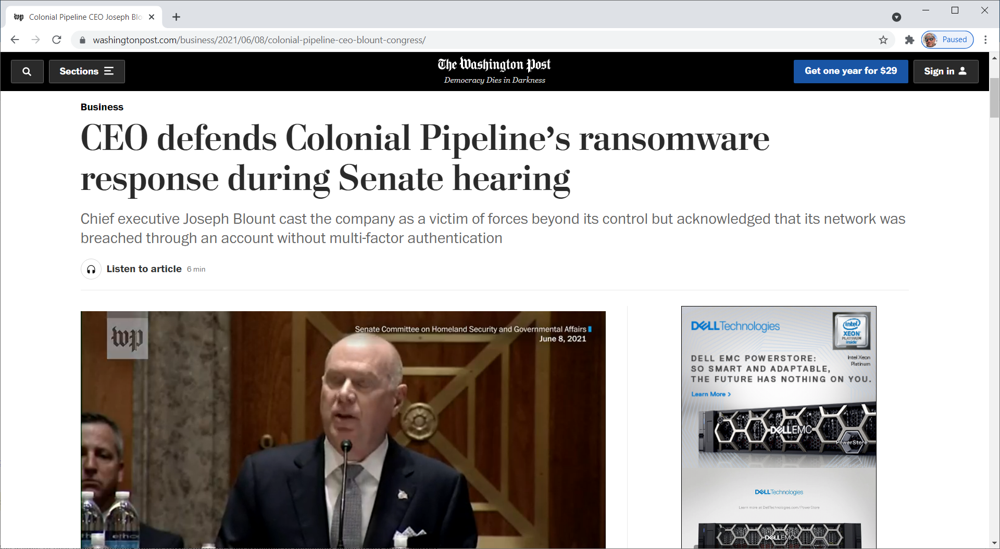 wp Colonial Pipeline CEO Joseph Blo
washingtonpost.com/business/2021/06/08/colonial-pipeline-ceo-blount-congress/
Paused
Sections
The Washington Post
Democracy Dies in Darkness
Get one year for $29
Sign in
Business
CEO defends Colonial Pipeline’s ransomware
response during Senate hearing
Chief executive Joseph Blount cast the company as a victim of forces beyond its control but acknowledged that its network was
breached through an account without multi-factor authentication
Listen to article 6 min
wp
Senate Committee on Homeland Security and Governmental Affairs
June 8, 2021
DELLTechnologies
intel
XEON
PLATINUM
inside
Intel Xeon
Platinum
DELL EMC POWERSTORE:
SO SMART AND ADAPTABLE,
THE FUTURE HAS NOTHING ON YOU.
Learn More >
DELLEMC
PowerStore
DELLTechnologies
Learn more at DellTechnologies.com/PowerStore
DELLEMC
PowerStore